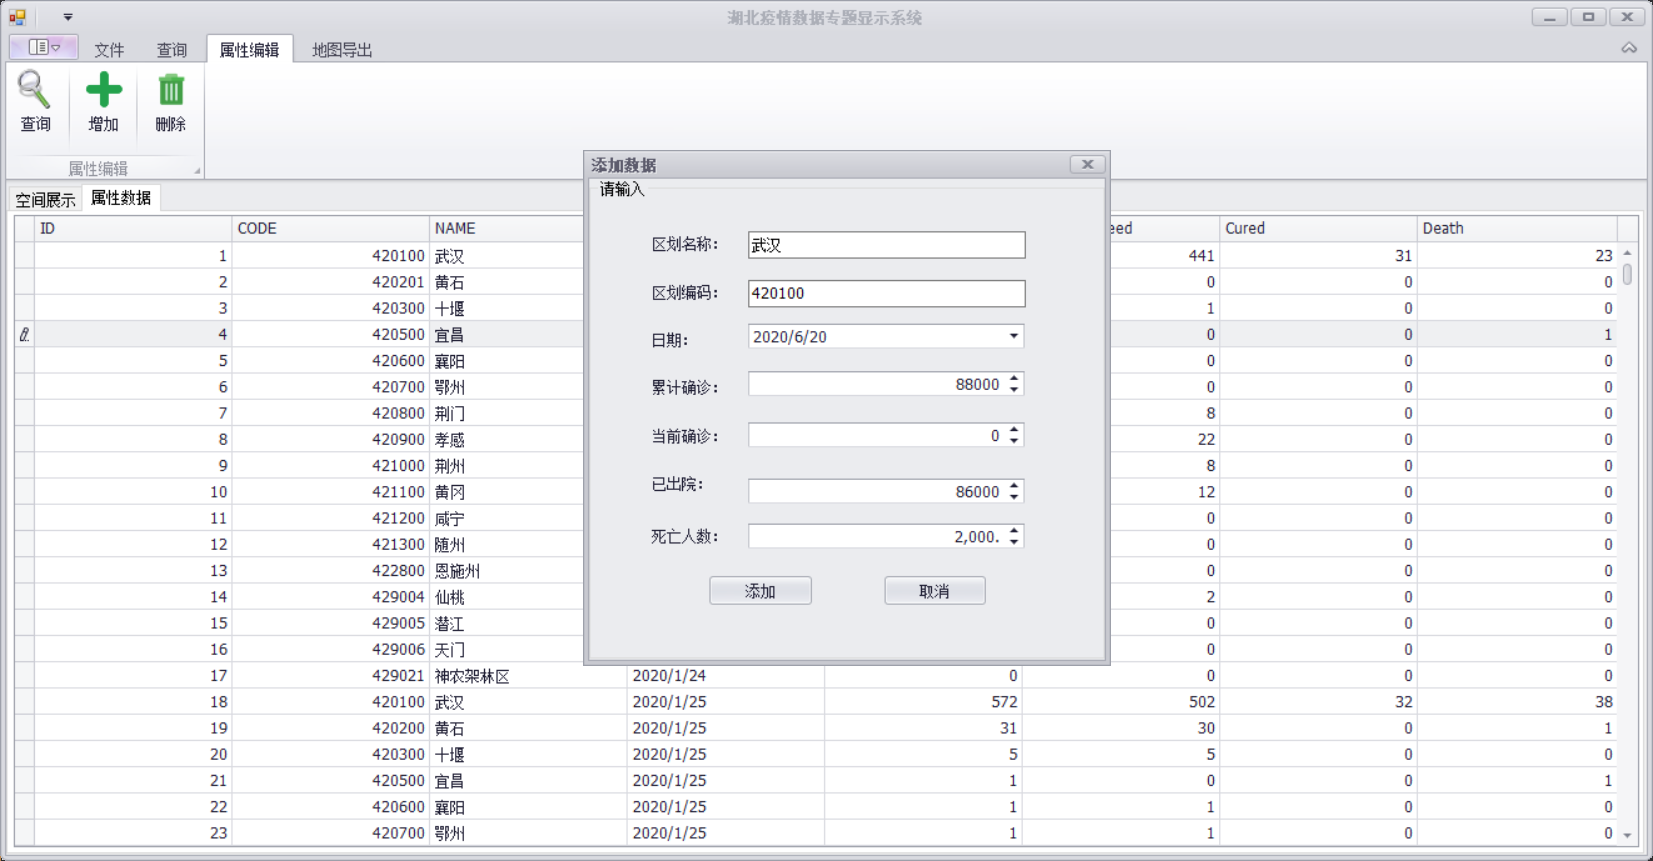 湖北疫情数据专题显示系统
文件 查询 属性编辑 地图导出
查询 增加 删除
属性编辑
空间展示 属性数据
添加数据
请输入
区划名称： 武汉
区划编码： 420100
日期： 2020/6/20
累计确诊： 88000
当前确诊： 0
已出院： 86000
死亡人数： 2,000.
添加 取消
ID CODE NAME eed Cured Death
1 420100 武汉 441 31 23
2 420201 黄石 0 0 0
3 420300 十堰 1 0 0
4 420500 宜昌 0 0 1
5 420600 襄阳 0 0 0
6 420700 鄂州 0 0 0
7 420800 荆门 8 0 0
8 420900 孝感 22 0 0
9 421000 荆州 8 0 0
10 421100 黄冈 12 0 0
11 421200 咸宁 0 0 0
12 421300 随州 0 0 0
13 422800 恩施州 0 0 0
14 429004 仙桃 2 0 0
15 429005 潜江 0 0 0
16 429006 天门 0 0 0
17 429021 神农架林区 2020/1/24 0 0 0 0
18 420100 武汉 2020/1/25 572 502 32 38
19 420200 黄石 2020/1/25 31 30 0 1
20 420300 十堰 2020/1/25 5 5 0 0
21 420500 宜昌 2020/1/25 1 0 0 1
22 420600 襄阳 2020/1/25 1 1 0 0
23 420700 鄂州 2020/1/25 1 1 0 0